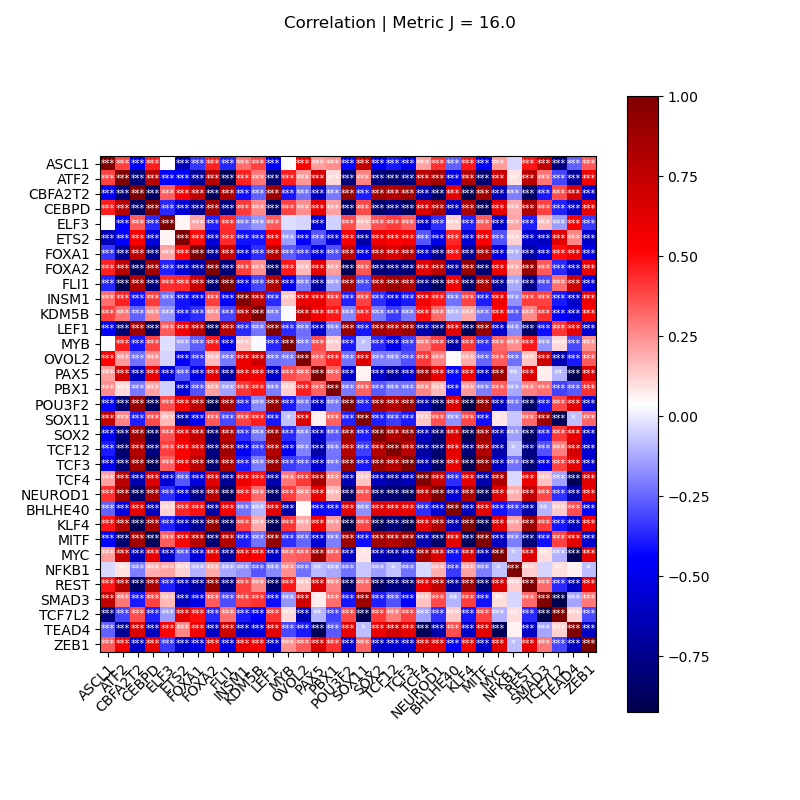 Correlation | Metric J = 16.0
ASCL1
ATF2
CBFA2T2
CEBPD
ELF3
ETS2
FOXA1
FOXA2
FLI1
INSM1
KDM5B
LEF1
MYB
OVOL2
PAX5
PBX1
POU3F2
SOX11
SOX2
TCF12
TCF3
TCF4
NEUROD1
BHLHE40
KLF4
MITF
MYC
NFKB1
REST
SMAD3
TCF7L2
TEAD4
ZEB1
ASCL1
ATF2
CBFA2T2
CEBPD
ELF3
ETS2
FOXA1
FOXA2
FLI1
INSM1
KDM5B
LEF1
MYB
OVOL2
PAX5
PBX1
POU3F2
SOX11
SOX2
TCF12
TCF3
TCF4
NEUROD1
BHLHE40
KLF4
MITF
MYC
NFKB1
REST
SMAD3
TCF7L2
TEAD4
ZEB1
1.00
0.75
0.50
0.25
0.00
−0.25
−0.50
−0.75